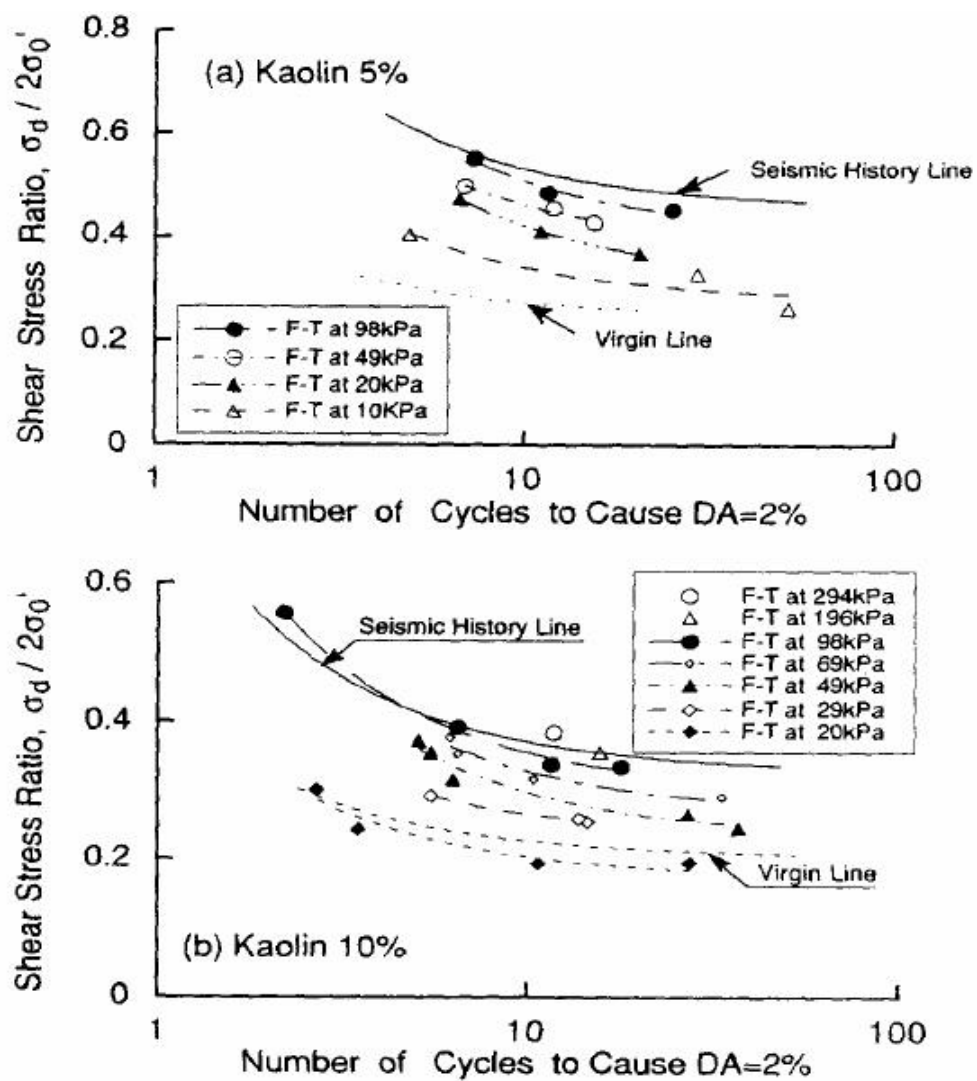 0.8
(a) Kaolin 5%
0.6
Seismic History Line
0.4
Virgin Line
0.2
F-T at 98kPa
F-T at 49kPa
F-T at 20kPa
F-T at 10KPa
0
Shear Stress Ratio, σd / 2σ0'
1
10
100
Number of Cycles to Cause DA=2%
0.6
Seismic History Line
F-T at 294kPa
F-T at 196kPa
F-T at 98kPa
F-T at 69kPa
F-T at 49kPa
F-T at 29kPa
F-T at 20kPa
0.4
0.2
Virgin Line
(b) Kaolin 10%
0
Shear Stress Ratio, σd / 2σ0'
1
10
100
Number of Cycles to Cause DA=2%